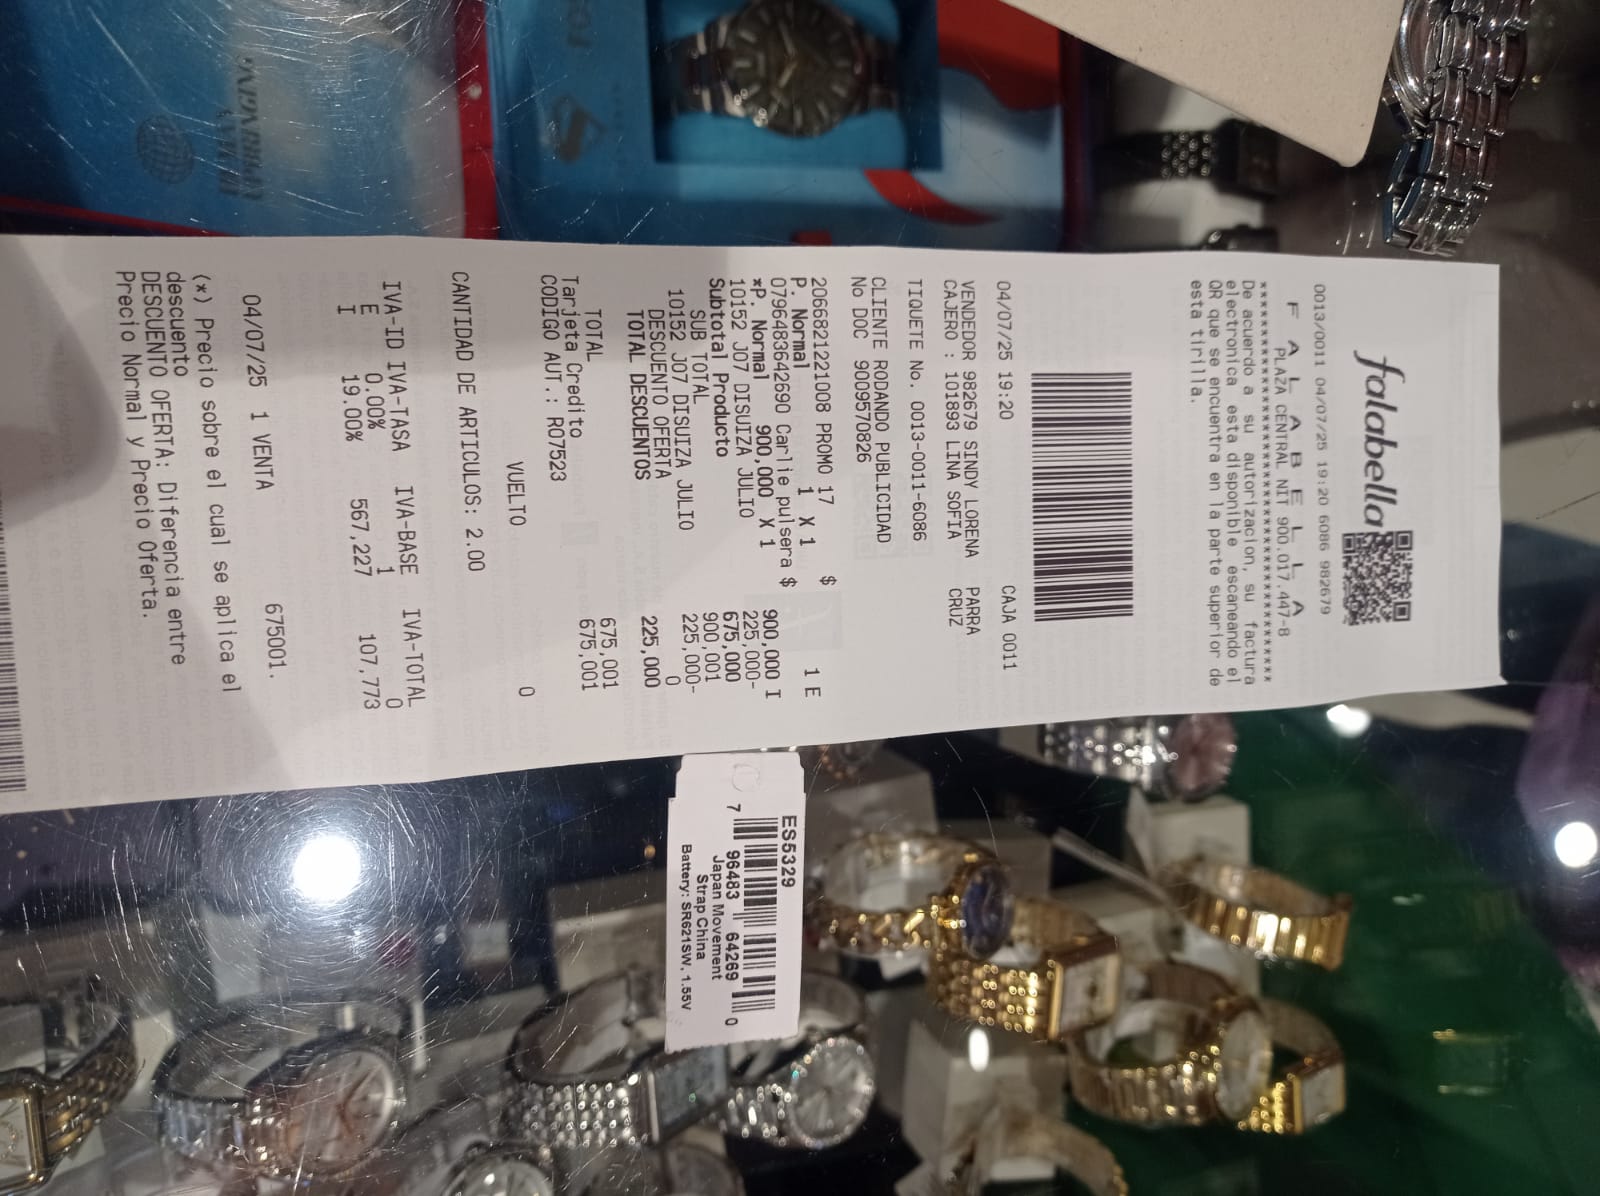 falabella
0013/0011 04/07/25 19:20 6086 982679
F A L A B E L L A
PLAZA CENTRAL NIT 900.017.447-8
****************************************
De acuerdo a su autorizacion, su factura
electronica esta disponible escaneando el
QR que se encuentra en la parte superior de
esta tirilla.
04/07/25 19:20 CAJA 0011
VENDEDOR 982679 SINDY LORENA PARRA
CAJERO : 101893 LINA SOFIA CRUZ
TIQUETE No. 0013-0011-6086
CLIENTE RODANDO PUBLICIDAD
No DOC 9009570826
2066821221008 PROMO 17 $ 1 E
P. Normal 1 X 1
0796483642690 Carlie pulsera $ 900,000 I
*P. Normal 900,000 X 1
10152 J07 DISUIZA JULIO 225,000-
Subtotal Producto 675,000
SUB TOTAL 900,001
10152 J07 DISUIZA JULIO 225,000-
DESCUENTO OFERTA 0
TOTAL DESCUENTOS 225,000
TOTAL 675,001
Tarjeta Credito 675,001
CODIGO AUT.: R07523
VUELTO 0
CANTIDAD DE ARTICULOS: 2.00
IVA-ID IVA-TASA IVA-BASE IVA-TOTAL
E 0.00% 1 0
I 19.00% 567,227 107,773
04/07/25 1 VENTA 675001.
(*) Precio sobre el cual se aplica el
descuento
DESCUENTO OFERTA: Diferencia entre
Precio Normal y Precio Oferta.
ES5329
7 96483 64269 0
Japan Movement
Strap China
Battery: SR621SW, 1.55V